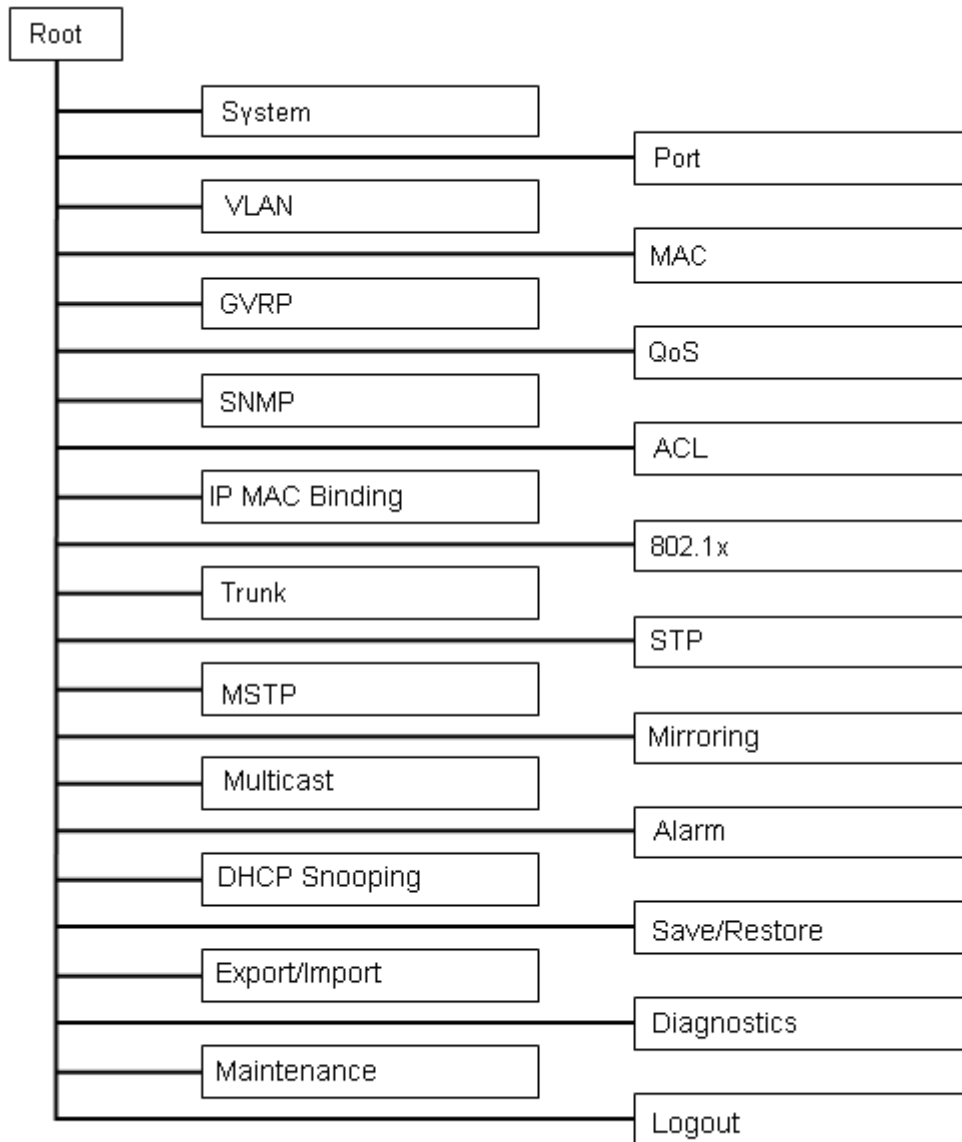 Root
System
Port
VLAN
MAC
GVRP
QoS
SNMP
ACL
IP MAC Binding
802.1x
Trunk
STP
MSTP
Mirroring
Multicast
Alarm
DHCP Snooping
Save/Restore
Export/Import
Diagnostics
Maintenance
Logout